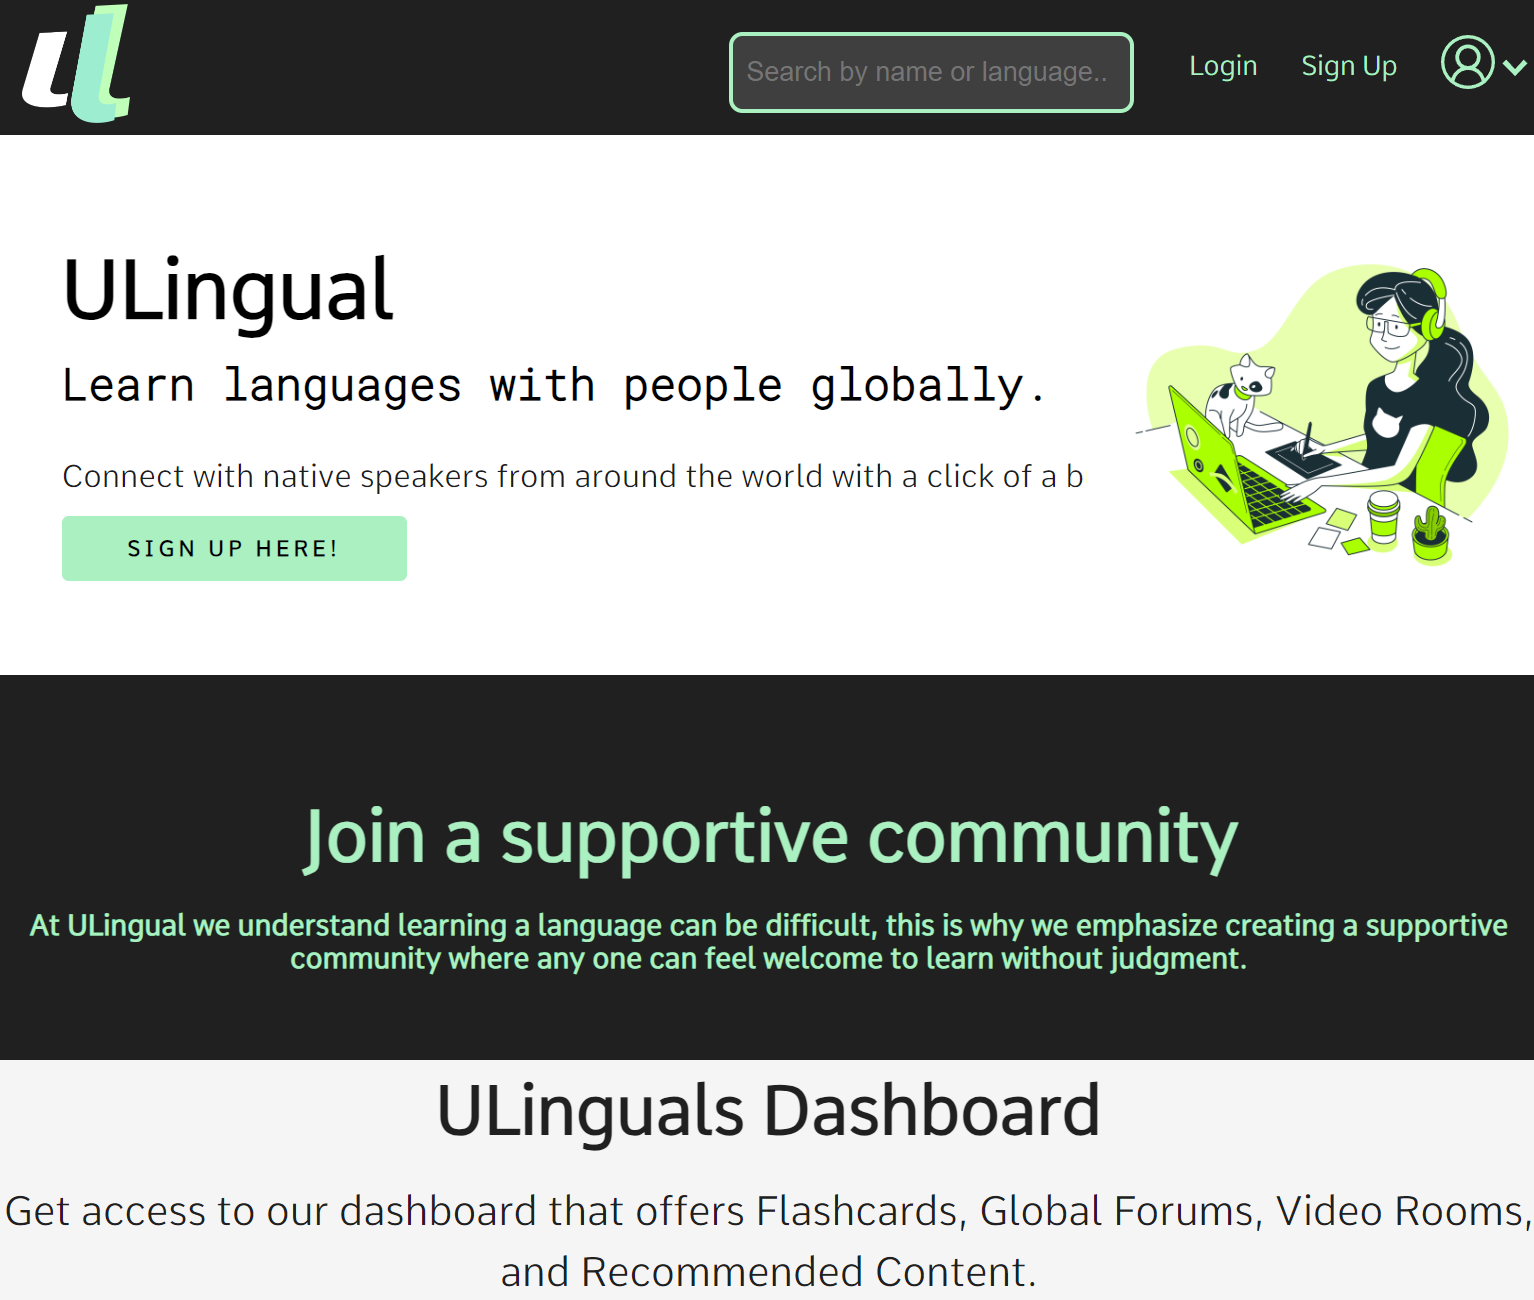 Search by name or language..
Login
Sign Up
ULingual
Learn languages with people globally.
Connect with native speakers from around the world with a click of a b
SIGN UP HERE!
Join a supportive community
At ULingual we understand learning a language can be difficult, this is why we emphasize creating a supportive
community where any one can feel welcome to learn without judgment.
ULinguals Dashboard
Get access to our dashboard that offers Flashcards, Global Forums, Video Rooms,
and Recommended Content.